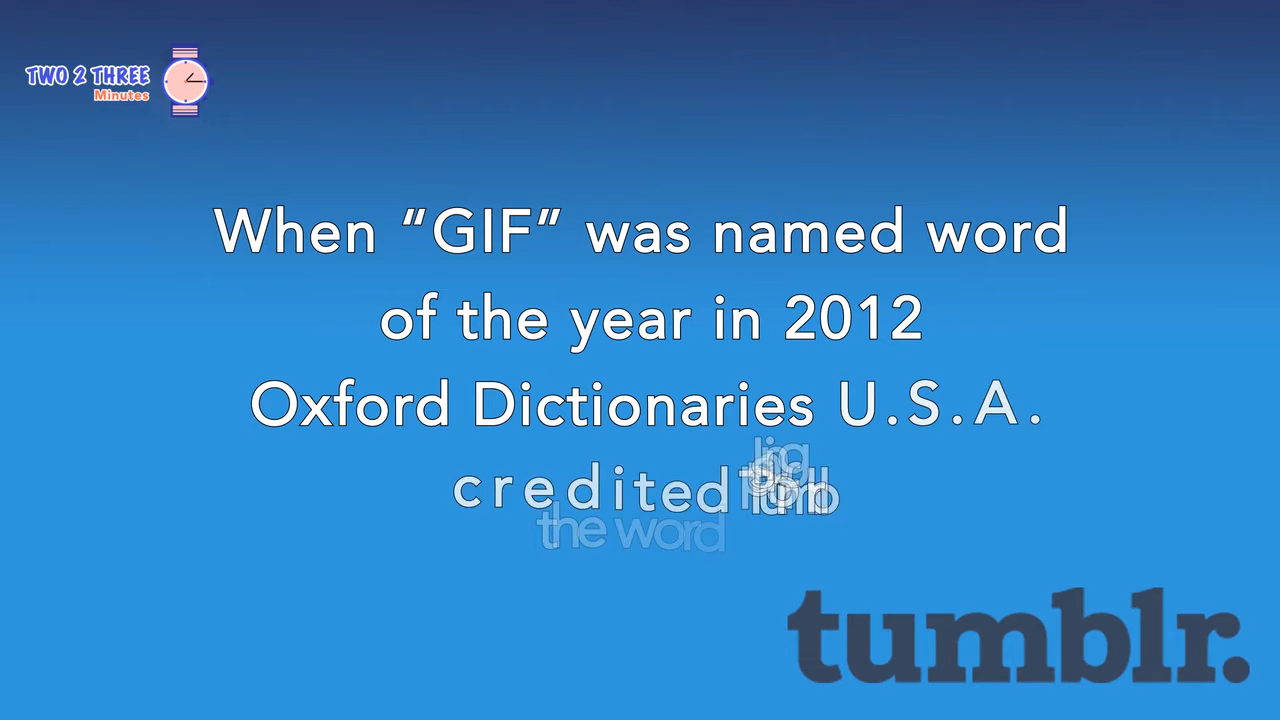 TWO 2 THREE
Minutes
When “GIF” was named word
of the year in 2012
Oxford Dictionaries U.S.A.
credited
the word
tumblr.